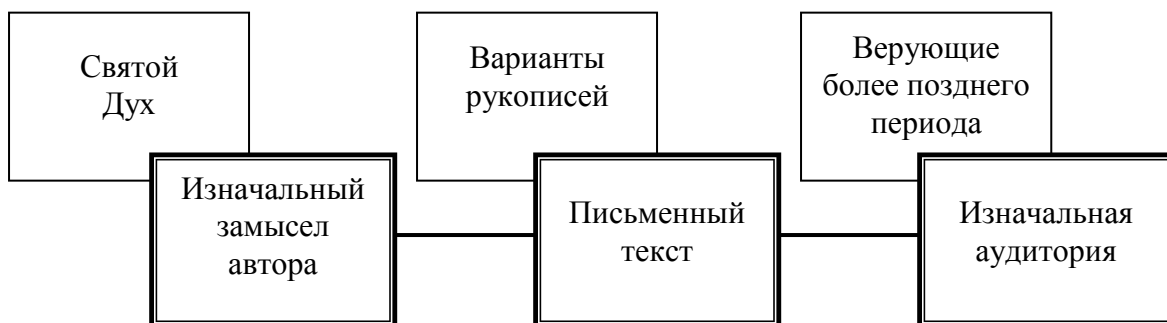 Святой
Дух
Варианты
рукописей
Верующие
более позднего
периода
Изначальный
замысел
автора
Письменный
текст
Изначальная
аудитория